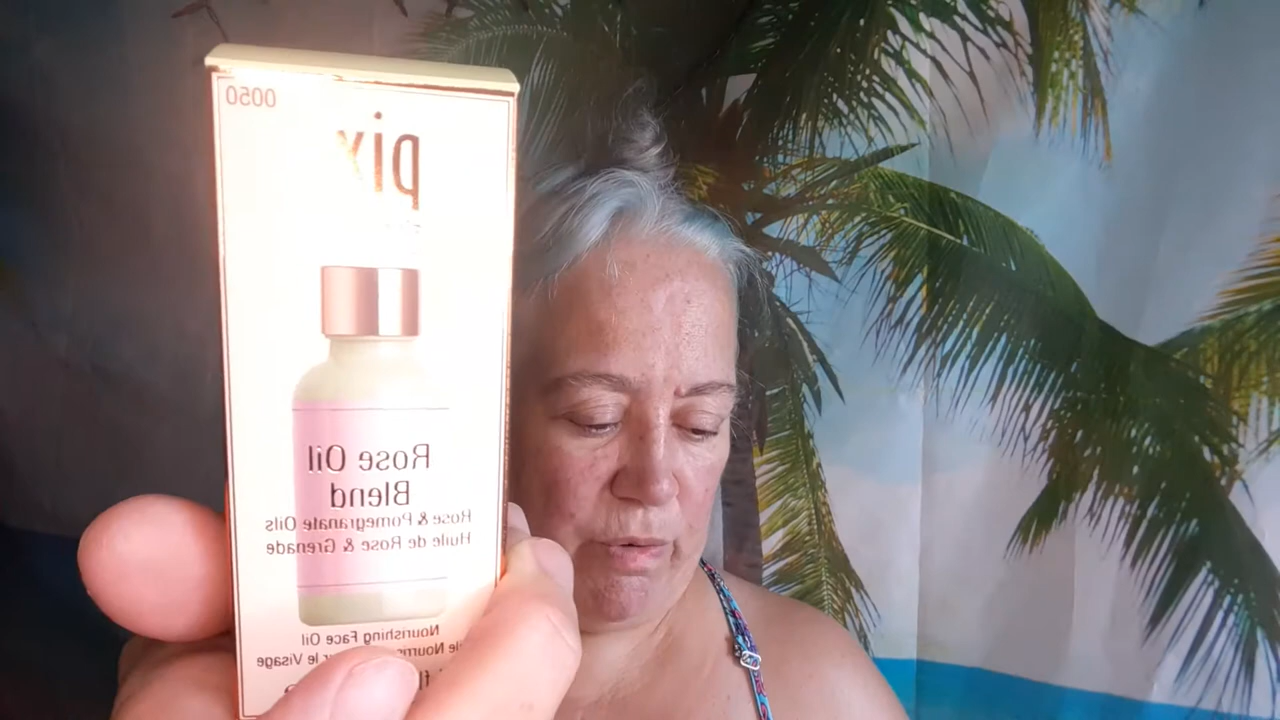 0050
pix
Rose Oil
Blend
Rose & Pomegranate Oils
Huile de Rose & Grenade
Nourishing Face Oil
le Visage